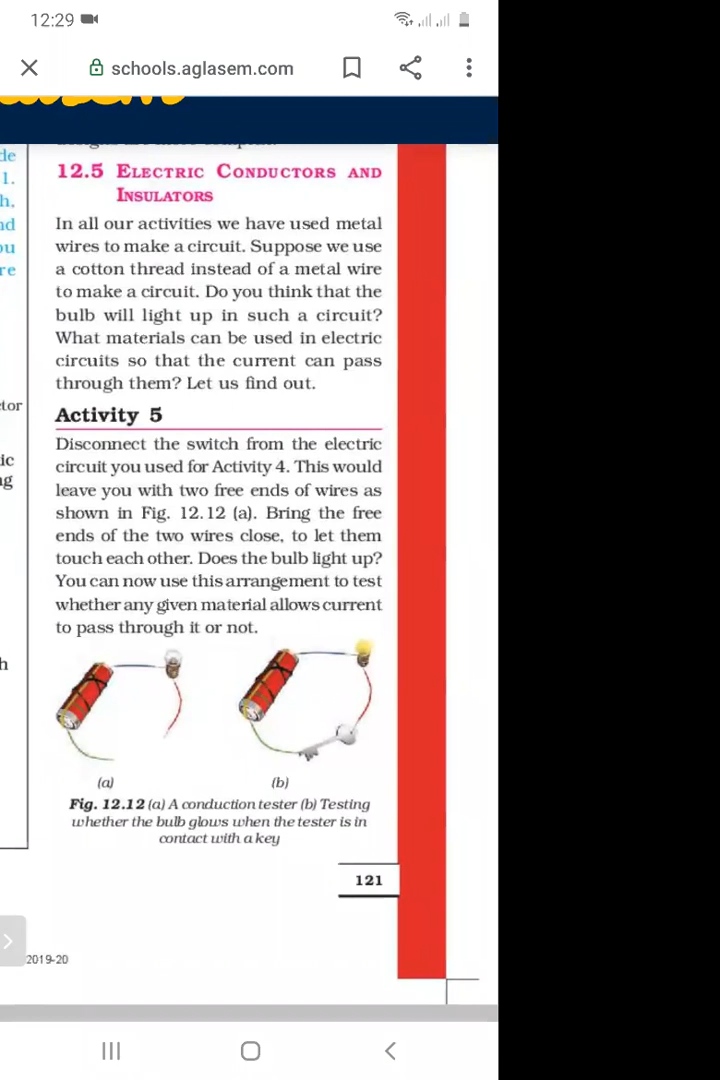 12:29
schools.aglasem.com
de
1.
h.
nd
ou
re
ctor
ic
ng
h
12.5 ELECTRIC CONDUCTORS AND
INSULATORS
In all our activities we have used metal
wires to make a circuit. Suppose we use
a cotton thread instead of a metal wire
to make a circuit. Do you think that the
bulb will light up in such a circuit?
What materials can be used in electric
circuits so that the current can pass
through them? Let us find out.
Activity 5
Disconnect the switch from the electric
circuit you used for Activity 4. This would
leave you with two free ends of wires as
shown in Fig. 12.12 (a). Bring the free
ends of the two wires close, to let them
touch each other. Does the bulb light up?
You can now use this arrangement to test
whether any given material allows current
to pass through it or not.
(a) (b)
Fig. 12.12 (a) A conduction tester (b) Testing
whether the bulb glows when the tester is in
contact with a key
121
2019-20